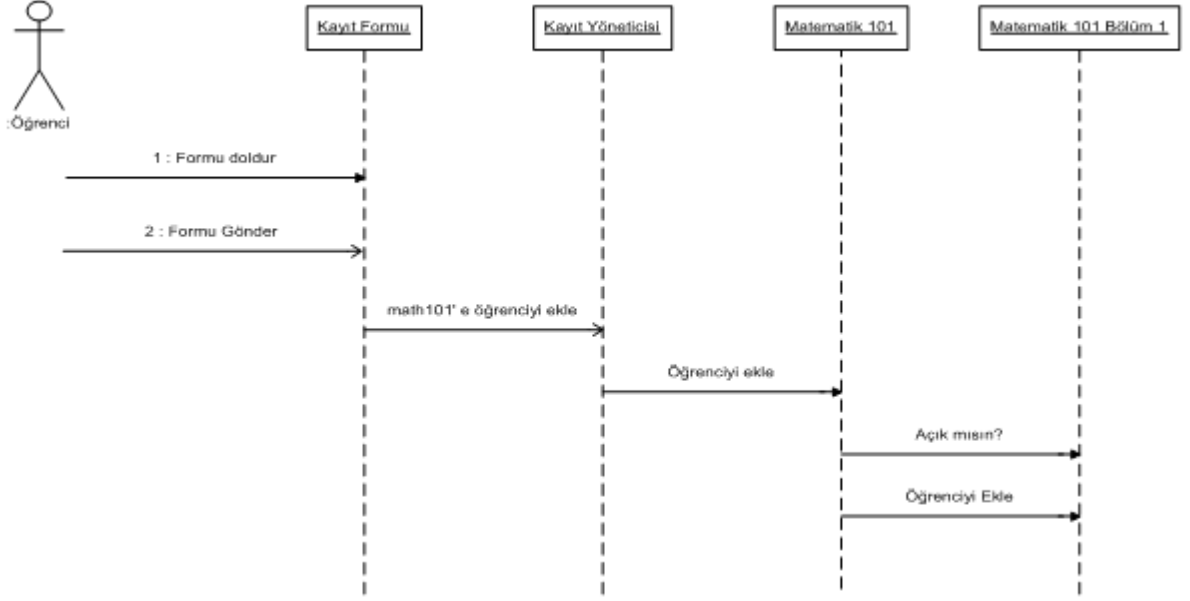 Kayıt Formu
Kayıt Yöneticisi
Matematik 101
Matematik 101 Bölüm 1
:Öğrenci
1 : Formu doldur
2 : Formu Gönder
math101' e öğrenciyi ekle
Öğrenciyi ekle
Açık mısın?
Öğrenciyi Ekle